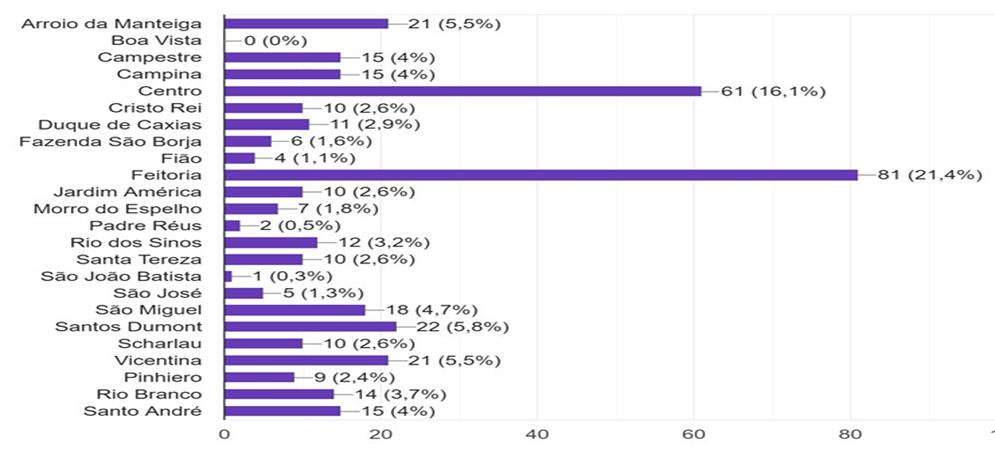 Arroio da Manteiga 21 (5,5%)
Boa Vista 0 (0%)
Campestre 15 (4%)
Campina 15 (4%)
Centro 61 (16,1%)
Cristo Rei 10 (2,6%)
Duque de Caxias 11 (2,9%)
Fazenda São Borja 6 (1,6%)
Fião 4 (1,1%)
Feitoria 81 (21,4%)
Jardim América 10 (2,6%)
Morro do Espelho 7 (1,8%)
Padre Réus 2 (0,5%)
Rio dos Sinos 12 (3,2%)
Santa Tereza 10 (2,6%)
São João Batista 1 (0,3%)
São José 5 (1,3%)
São Miguel 18 (4,7%)
Santos Dumont 22 (5,8%)
Scharlau 10 (2,6%)
Vicentina 21 (5,5%)
Pinhiero 9 (2,4%)
Rio Branco 14 (3,7%)
Santo André 15 (4%)
0 20 40 60 80